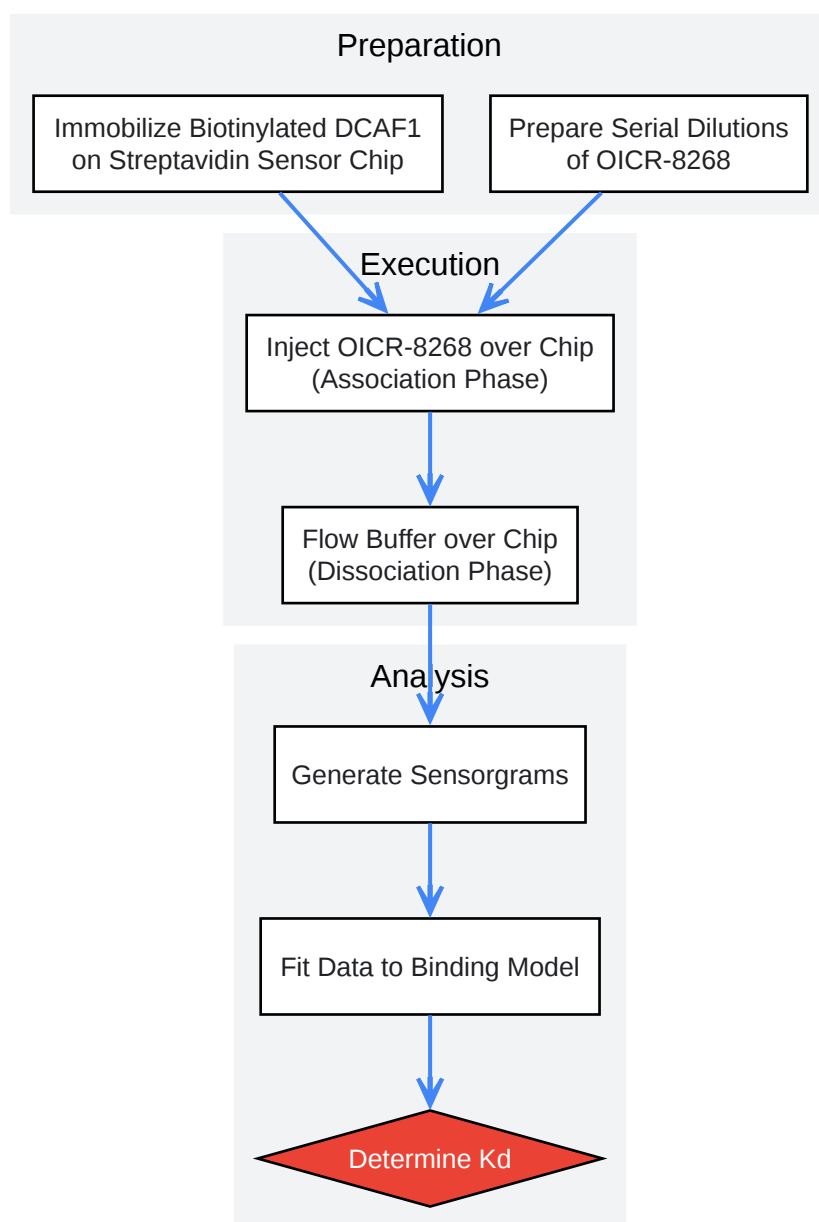 Preparation
Immobilize Biotinylated DCAF1
on Streptavidin Sensor Chip
Prepare Serial Dilutions
of OICR-8268
Execution
Inject OICR-8268 over Chip
(Association Phase)
Flow Buffer over Chip
(Dissociation Phase)
Analysis
Generate Sensorgrams
Fit Data to Binding Model
Determine Kd